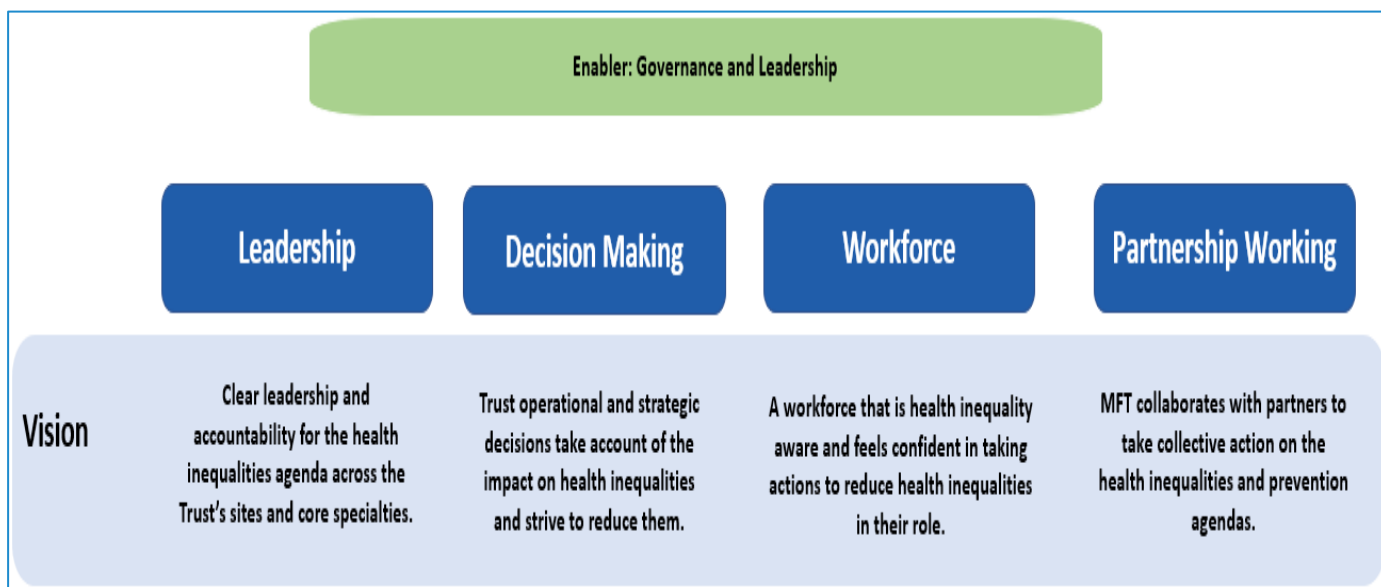 Enabler: Governance and Leadership
Leadership
Decision Making
Workforce
Partnership Working
Vision
Clear leadership and
accountability for the health
inequalities agenda across the
Trust's sites and core specialties.
Trust operational and strategic
decisions take account of the
impact on health inequalities
and strive to reduce them.
A workforce that is health inequality
aware and feels confident in taking
actions to reduce health inequalities
in their role.
MFT collaborates with partners to
take collective action on the
health inequalities and prevention
agendas.